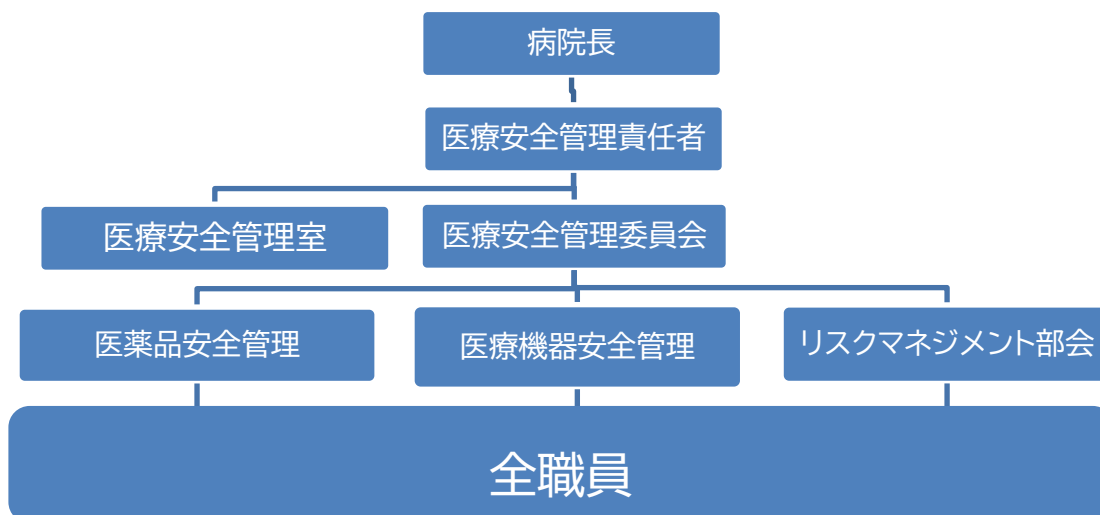 病院長
医療安全管理責任者
医療安全管理室
医療安全管理委員会
医薬品安全管理
医療機器安全管理
リスクマネジメント部会
全職員